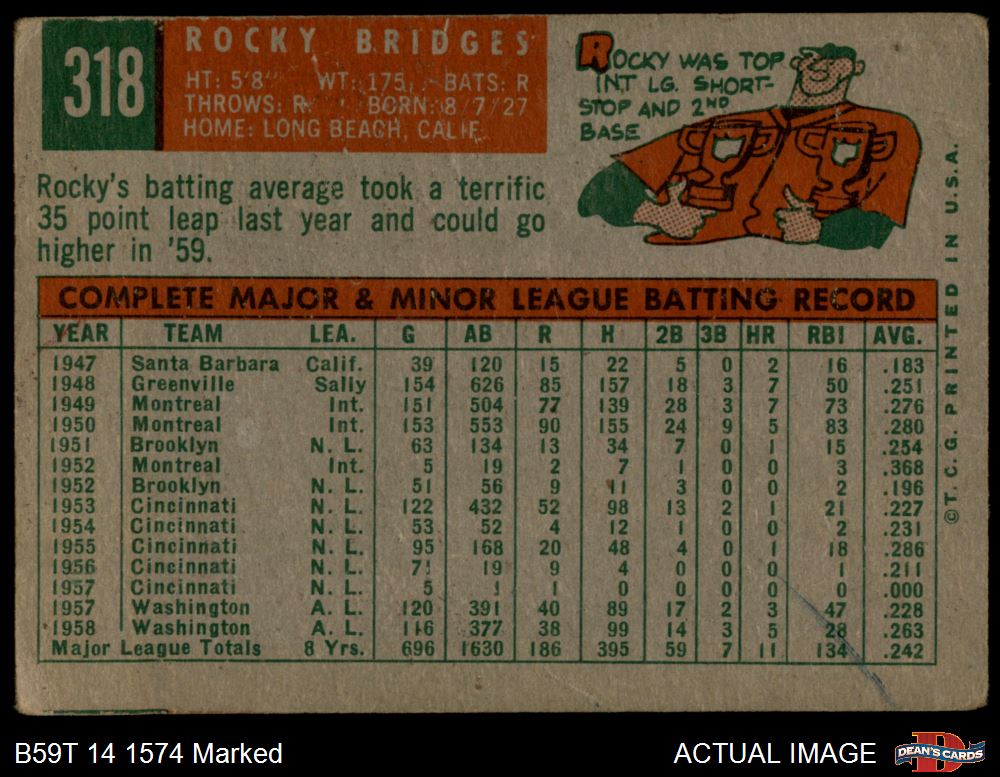 318
ROCKY BRIDGES
HT: 5'8" WT: 175 BATS: R
THROWS: R BORN: 8/7/27
HOME: LONG BEACH, CALIF.
ROCKY WAS TOP
INT LG. SHORT-
STOP AND 2ND
BASE
Rocky's batting average took a terrific
35 point leap last year and could go
higher in '59.
COMPLETE MAJOR & MINOR LEAGUE BATTING RECORD
YEAR TEAM LEA. G AB R H 2B 3B HR RBI AVG.
1947 Santa Barbara Calif. 39 120 15 22 5 0 2 16 .183
1948 Greenville Sally 154 626 85 157 18 3 7 50 .251
1949 Montreal Int. 151 504 77 139 28 3 7 73 .276
1950 Montreal Int. 153 553 90 155 24 9 5 83 .280
1951 Brooklyn N. L. 63 134 13 34 7 0 1 15 .254
1952 Montreal Int. 5 19 2 7 1 0 0 3 .368
1952 Brooklyn N. L. 51 56 9 11 3 0 0 2 .196
1953 Cincinnati N. L. 122 432 52 98 13 2 1 21 .227
1954 Cincinnati N. L. 53 52 4 12 1 0 0 2 .231
1955 Cincinnati N. L. 95 168 20 48 4 0 1 18 .286
1956 Cincinnati N. L. 71 19 9 4 0 0 0 1 .211
1957 Cincinnati N. L. 5 1 1 0 0 0 0 0 .000
1957 Washington A. L. 120 391 40 89 17 2 3 47 .228
1958 Washington A. L. 116 377 38 99 14 3 5 28 .263
Major League Totals 8 Yrs. 696 1630 186 395 59 7 11 134 .242
©T. C. G. PRINTED IN U.S.A.
B59T 14 1574 Marked
ACTUAL IMAGE
DEAN'S CARDS